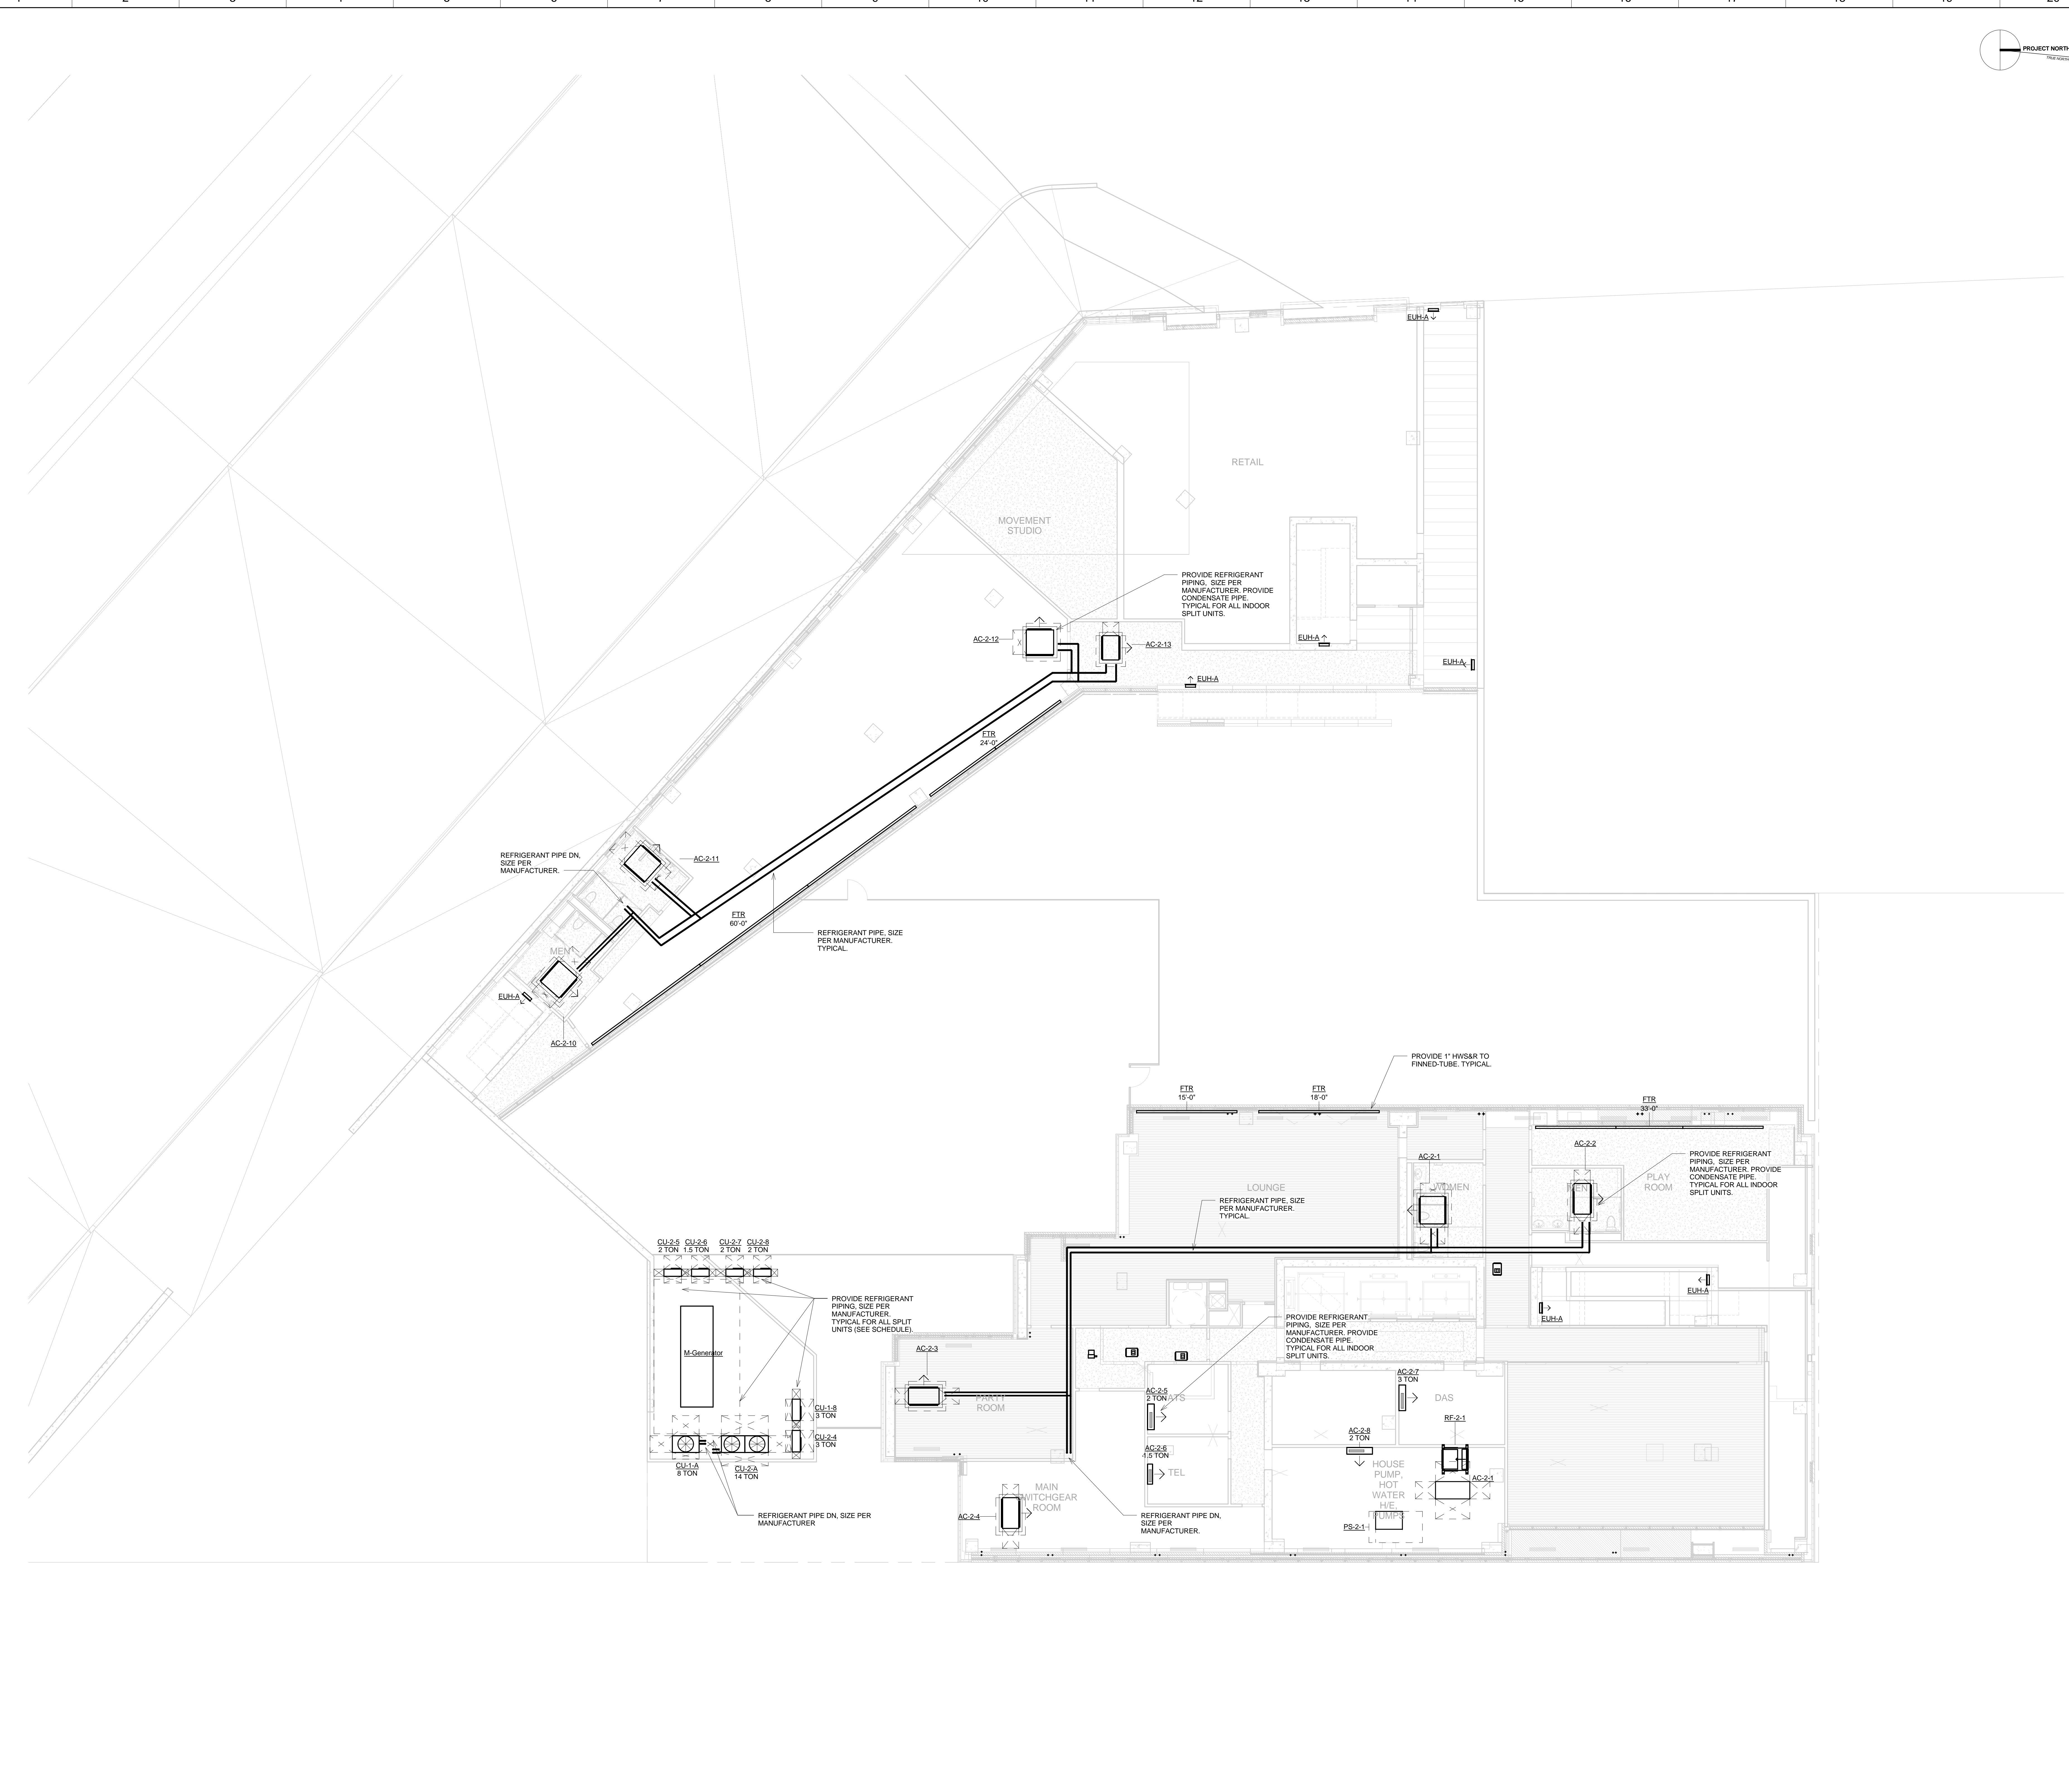 PROJECT NORTH
RETAIL
MOVEMENT
STUDIO
EUH-A
PROVIDE REFRIGERANT
PIPING, SIZE PER
MANUFACTURER. PROVIDE
CONDENSATE PIPE.
TYPICAL FOR ALL INDOOR
SPLIT UNITS.
AC-2-12
AC-2-13
EUH-A
EUH-A
EUH-A
FTR
24'-0"
REFRIGERANT PIPE DN,
SIZE PER
MANUFACTURER.
AC-2-11
FTR
60'-0"
REFRIGERANT PIPE, SIZE
PER MANUFACTURER.
TYPICAL.
MEN
EUH-A
AC-2-10
PROVIDE 1" HWS&R TO
FINNED-TUBE. TYPICAL.
FTR
15'-0"
FTR
18'-0"
FTR
33'-0"
AC-2-1
AC-2-2
WOMEN
LOUNGE
PLAY
ROOM
PROVIDE REFRIGERANT
PIPING, SIZE PER
MANUFACTURER. PROVIDE
CONDENSATE PIPE.
TYPICAL FOR ALL INDOOR
SPLIT UNITS.
REFRIGERANT PIPE, SIZE
PER MANUFACTURER.
TYPICAL.
CU-2-5
2 TON
CU-2-6
1.5 TON
CU-2-7
2 TON
CU-2-8
2 TON
PROVIDE REFRIGERANT
PIPING, SIZE PER
MANUFACTURER.
TYPICAL FOR ALL SPLIT
UNITS (SEE SCHEDULE).
EUH-A
EUH-A
PROVIDE REFRIGERANT
PIPING, SIZE PER
MANUFACTURER. PROVIDE
CONDENSATE PIPE.
TYPICAL FOR ALL INDOOR
SPLIT UNITS.
M-Generator
AC-2-3
PARTY
ROOM
AC-2-5
2 TON
AC-2-7
3 TON
DAS
CU-1-8
3 TON
CU-2-4
3 TON
RF-2-1
AC-2-8
2 TON
AC-2-6
1.5 TON
TEL
CU-1-A
8 TON
CU-2-A
14 TON
HOUSE
PUMP,
HOT
WATER
H/E,
PUMPS
AC-2-1
MAIN
SWITCHGEAR
ROOM
AC-2-4
REFRIGERANT PIPE DN, SIZE PER
MANUFACTURER
REFRIGERANT PIPE DN,
SIZE PER
MANUFACTURER.
PS-2-1